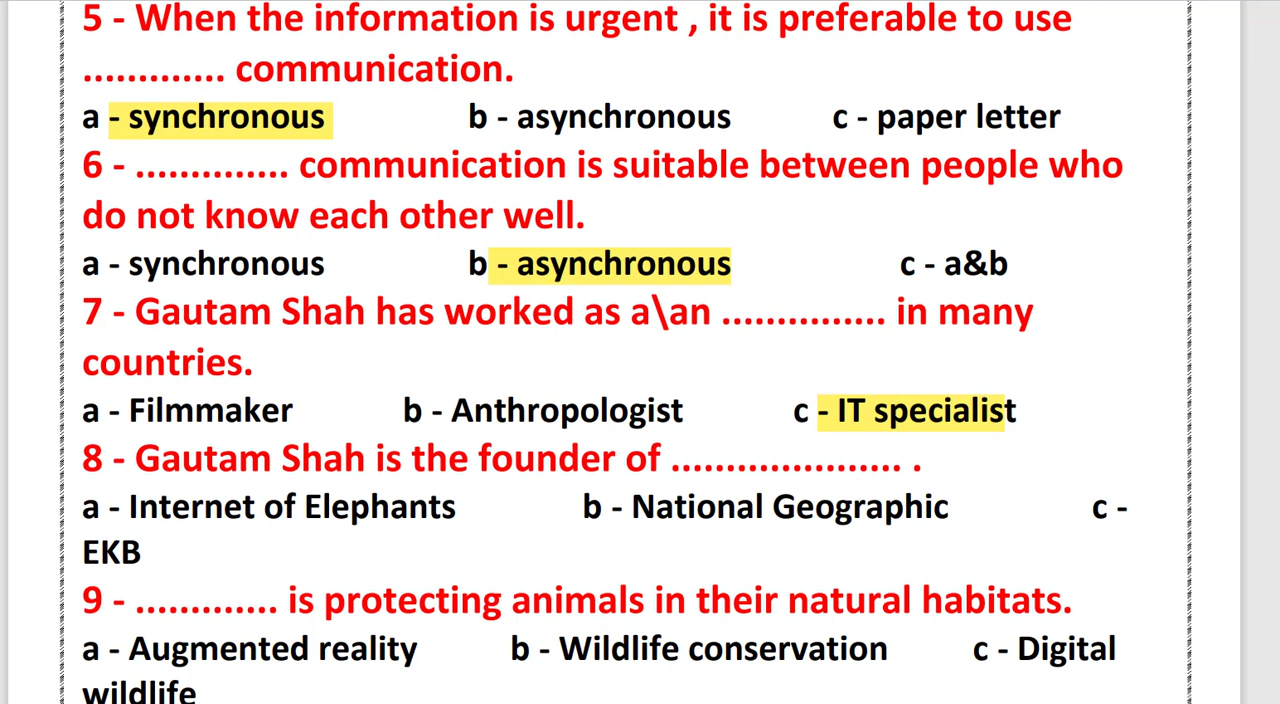 5 - When the information is urgent , it is preferable to use
............. communication.
a - synchronous b - asynchronous c - paper letter
6 - .............. communication is suitable between people who
do not know each other well.
a - synchronous b - asynchronous c - a&b
7 - Gautam Shah has worked as a\an ............... in many
countries.
a - Filmmaker b - Anthropologist c - IT specialist
8 - Gautam Shah is the founder of ..................... .
a - Internet of Elephants b - National Geographic c -
EKB
9 - ............. is protecting animals in their natural habitats.
a - Augmented reality b - Wildlife conservation c - Digital
wildlife